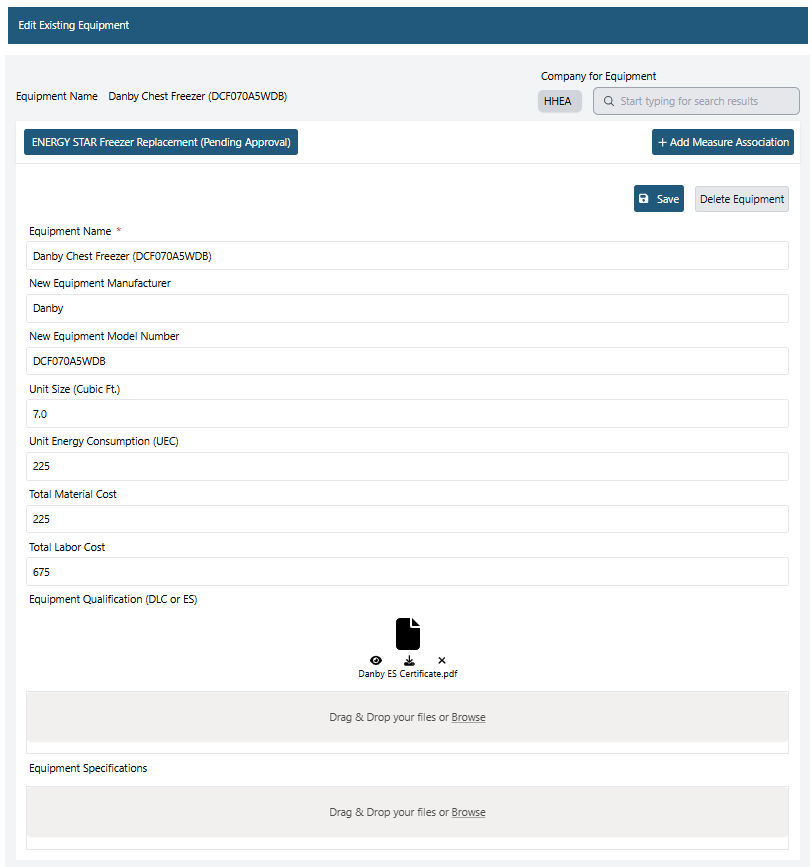 Edit Existing Equipment
Company for Equipment
Equipment Name Danby Chest Freezer (DCF070A5WDB)
HHEA Start typing for search results
ENERGY STAR Freezer Replacement (Pending Approval) + Add Measure Association
Save Delete Equipment
Equipment Name *
Danby Chest Freezer (DCF070A5WDB)
New Equipment Manufacturer
Danby
New Equipment Model Number
DCF070A5WDB
Unit Size (Cubic Ft.)
7.0
Unit Energy Consumption (UEC)
225
Total Material Cost
225
Total Labor Cost
675
Equipment Qualification (DLC or ES)
Danby ES Certificate.pdf
Drag & Drop your files or Browse
Equipment Specifications
Drag & Drop your files or Browse